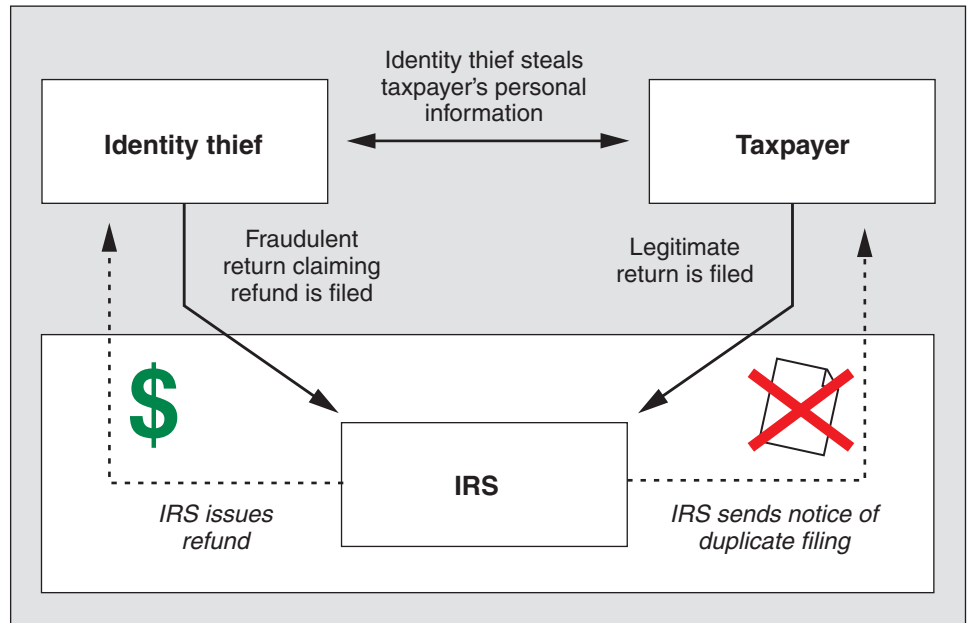 Identity thief steals
taxpayer's personal
information
Identity thief
Taxpayer
Fraudulent
return claiming
refund is filed
Legitimate
return is filed
$
IRS
IRS issues
refund
IRS sends notice of
duplicate filing